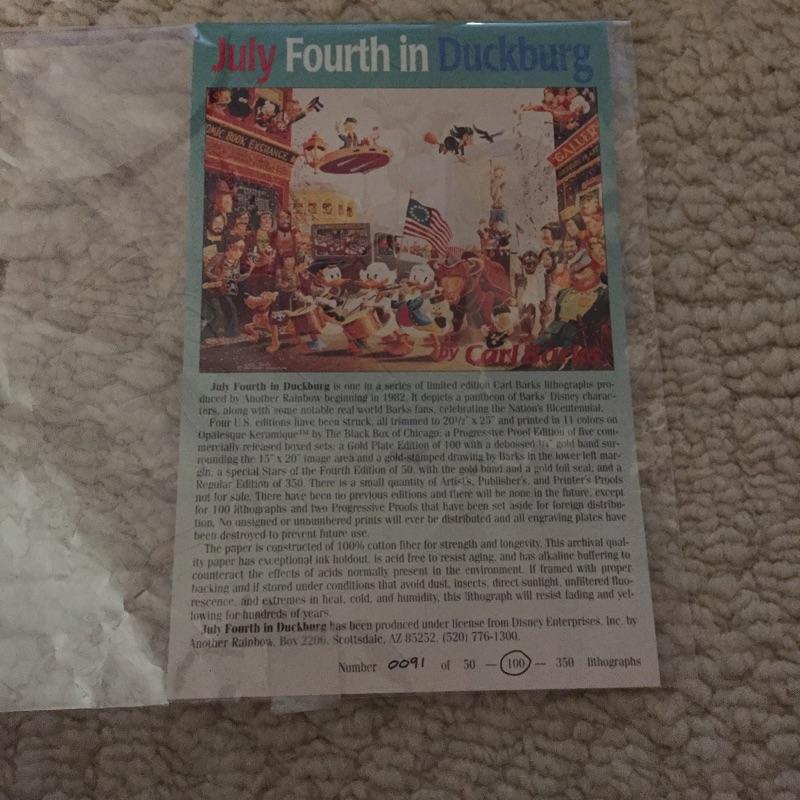 July Fourth in Duckburg
COMIC BOOK EXCHANGE
GALLERY
by Carl Barks
July Fourth in Duckburg is one in a series of limited edition Carl Barks lithographs pro-
duced by Another Rainbow beginning in 1982. It depicts a pantheon of Barks' Disney charac-
ters, along with some notable real world Barks fans, celebrating the Nation's Bicentennial.
Four U.S. editions have been struck, all trimmed to 20½" x 25" and printed in 11 colors on
Opalesque Keramique™ by The Black Box of Chicago: a Progressive Proof Edition of five com-
mercially released boxed sets; a Gold Plate Edition of 100 with a debossed ¾" gold band sur-
rounding the 15" x 20" image area and a gold-stamped drawing by Barks in the lower left mar-
gin, a special Stars of the Fourth Edition of 50, with the gold band and a gold foil seal; and a
Regular Edition of 350. There is a small quantity of Artist's, Publisher's, and Printer's Proofs
not for sale. There have been no previous editions and there will be none in the future, except
for 100 lithographs and two Progressive Proofs that have been set aside for foreign distribu-
tion. No unsigned or unnumbered prints will ever be distributed and all engraving plates have
been destroyed to prevent future use.
The paper is constructed of 100% cotton fiber for strength and longevity. This archival qual-
ity paper has exceptional ink holdout, is acid free to resist aging, and has alkaline buffering to
counteract the effects of acids normally present in the environment. If framed with proper
backing and if stored under conditions that avoid dust, insects, direct sunlight, unfiltered fluo-
rescence, and extremes in heat, cold, and humidity, this lithograph will resist fading and yel-
lowing for hundreds of years.
July Fourth in Duckburg has been produced under license from Disney Enterprises, Inc. by
Another Rainbow, Box 2206, Scottsdale, AZ 85252. (520) 776-1300.
Number 0091 of 50 — 100 — 350 lithographs